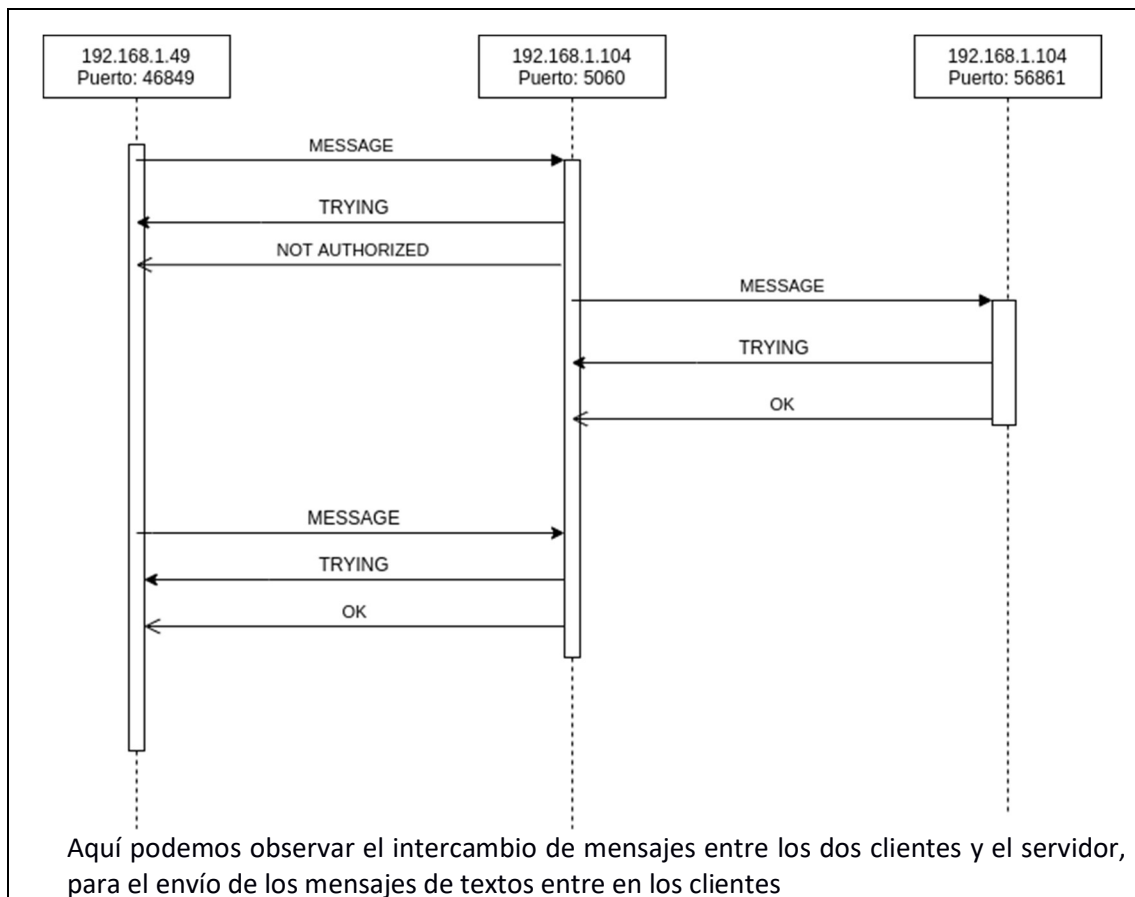 192.168.1.49
Puerto: 46849
192.168.1.104
Puerto: 5060
192.168.1.104
Puerto: 56861
MESSAGE
TRYING
NOT AUTHORIZED
MESSAGE
TRYING
OK
MESSAGE
TRYING
OK
Aquí podemos observar el intercambio de mensajes entre los dos clientes y el servidor,
para el envío de los mensajes de textos entre en los clientes